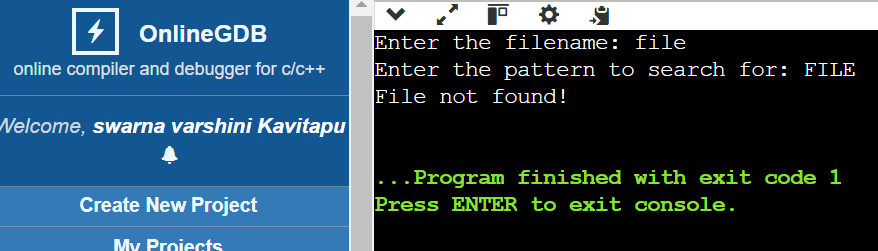 OnlineGDB
online compiler and debugger for c/c++
Welcome, swarna varshini Kavitapu
Create New Project
My Projects
Enter the filename: file
Enter the pattern to search for: FILE
File not found!
...Program finished with exit code 1
Press ENTER to exit console.